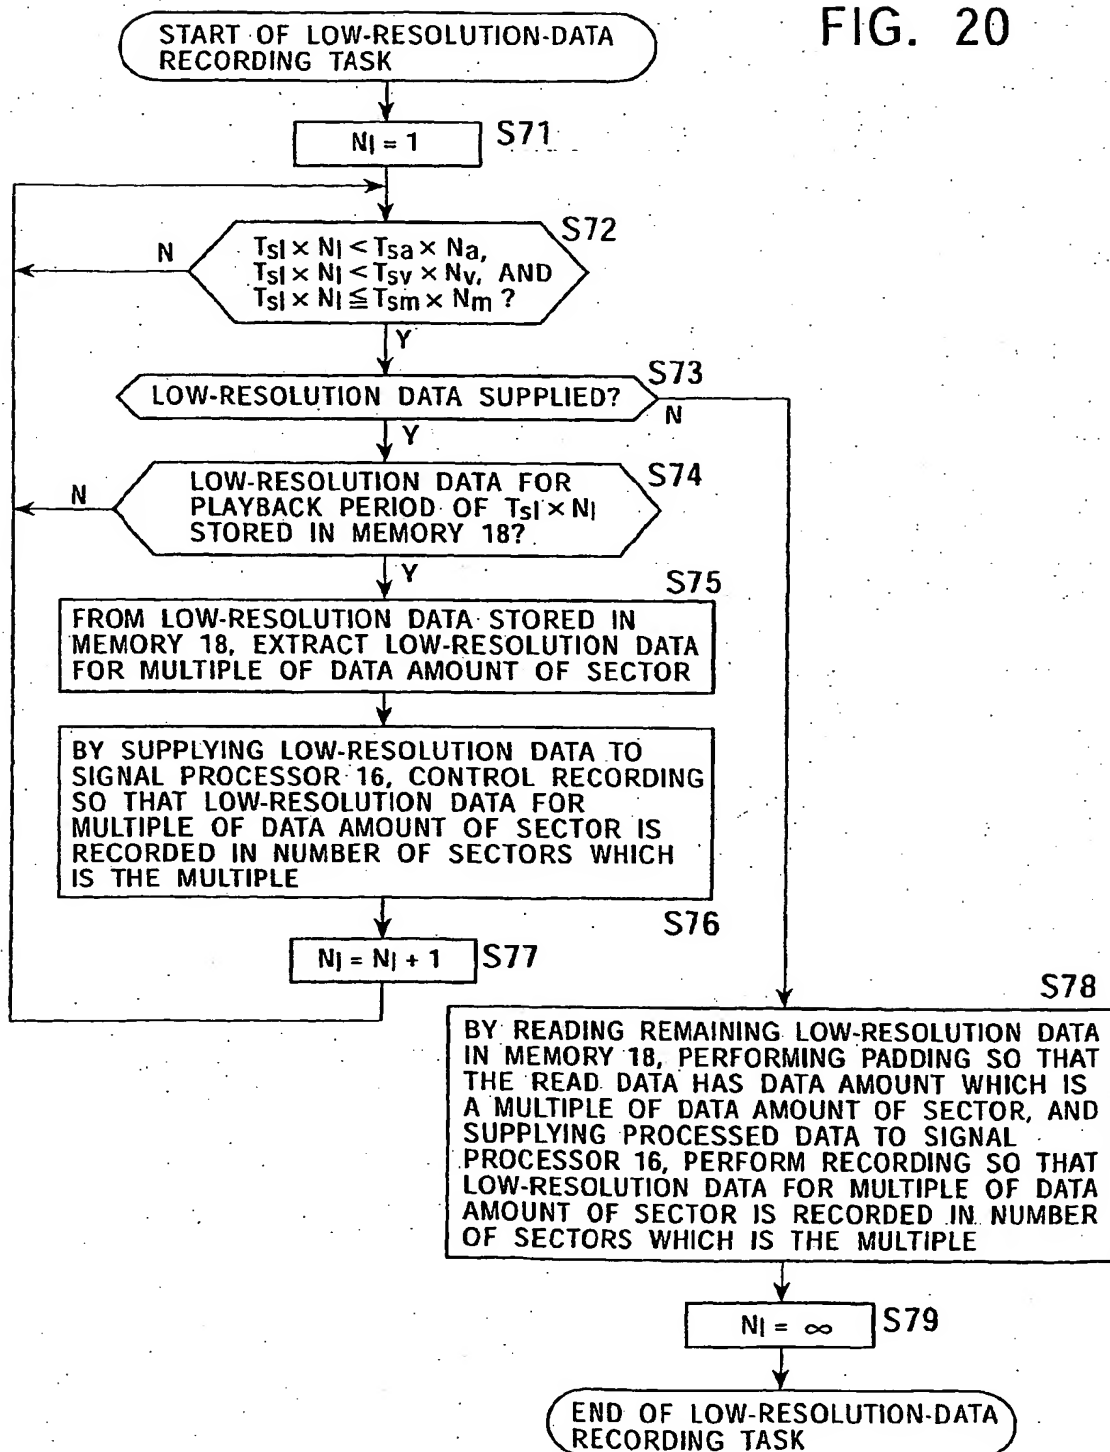 FIG. 20
START OF LOW-RESOLUTION-DATA
RECORDING TASK
Nl = 1
S71
S72
Tsl × Nl < Tsa × Na,
Tsl × Nl < Tsv × Nv, AND
Tsl × Nl ≦ Tsm × Nm ?
N
Y
S73
LOW-RESOLUTION DATA SUPPLIED?
N
Y
S74
LOW-RESOLUTION DATA FOR
PLAYBACK PERIOD OF Tsl × Nl
STORED IN MEMORY 18?
N
Y
S75
FROM LOW-RESOLUTION DATA STORED IN
MEMORY 18, EXTRACT LOW-RESOLUTION DATA
FOR MULTIPLE OF DATA AMOUNT OF SECTOR
BY SUPPLYING LOW-RESOLUTION DATA TO
SIGNAL PROCESSOR 16, CONTROL RECORDING
SO THAT LOW-RESOLUTION DATA FOR
MULTIPLE OF DATA AMOUNT OF SECTOR IS
RECORDED IN NUMBER OF SECTORS WHICH
IS THE MULTIPLE
S76
Nl = Nl + 1
S77
S78
BY READING REMAINING LOW-RESOLUTION DATA
IN MEMORY 18, PERFORMING PADDING SO THAT
THE READ DATA HAS DATA AMOUNT WHICH IS
A MULTIPLE OF DATA AMOUNT OF SECTOR, AND
SUPPLYING PROCESSED DATA TO SIGNAL
PROCESSOR 16, PERFORM RECORDING SO THAT
LOW-RESOLUTION DATA FOR MULTIPLE OF DATA
AMOUNT OF SECTOR IS RECORDED IN NUMBER
OF SECTORS WHICH IS THE MULTIPLE
Nl = ∞
S79
END OF LOW-RESOLUTION-DATA
RECORDING TASK